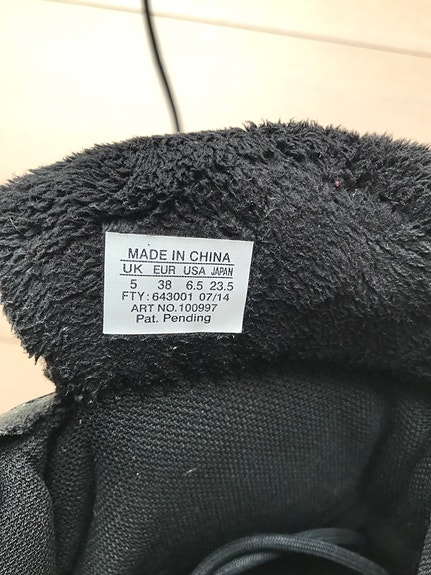 MADE IN CHINA
UK EUR USA JAPAN
5 38 6.5 23.5
FTY: 643001 07/14
ART NO.100997
Pat. Pending